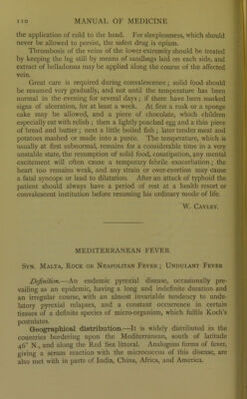 110 MANUAL OF MEDICINE
the application of cold to the head. For sleeplessness, which should
never be allowed to persist, the safest drug is opium.
Thrombosis of the veins of the lower extremity should be treated
by keeping the leg still by means of sandbags laid on each side, and
extract of belladonna may be applied along the course of the affected
vein.
Great care is required during convalescence; solid food should
be resumed very gradually, and not until the temperature has been
normal in the evening for several days; if there have been marked
signs of ulceration, for at least a week. At first a rusk or a sponge
cake may be allowed, and a piece of chocolate, which children
especially eat with relish; then a lightly poached egg and a thin piece
of bread and butter; next a little boiled fish; later tender meat and
potatoes mashed or made into a purée. The temperature, which is
usually at first subnormal, remains for a considerable time in a very
unstable state, the resumption of solid food, constipation, any mental
excitement will often cause a temporary febrile exacerbation; the
heart too remains weak, and any strain or over-exertion may cause
a fatal syncope or lead to dilatation. After an attack of typhoid the
patient should always have a period of rest at a health resort or
convalescent institution before resuming his ordinary mode of life.
W. CAYLEY.
MEDITERRANEAN FEVER
SYN. MALTA, ROCK OR NEAPOLITAN FEVER; UNDULANT FEVER
Definition.—An endemic pyrexial disease, occasionally pre-
vailing as an epidemic, having a long and indefinite duration and
an irregular course, with an almost invariable tendency to undu-
latory pyrexial relapses, and a constant occurrence in certain
tissues of a definite species of micro-organism, which fulfils Koch's
postulates.
Geographical distribution.—It is widely distributed in the
countries bordering upon the Mediterranean, south of latitude
46° N., and along the Red Sea littoral. Analogous forms of fever,
giving a serum reaction with the micrococcus of this disease, are
also met with in parts of India, China, Africa, and America.